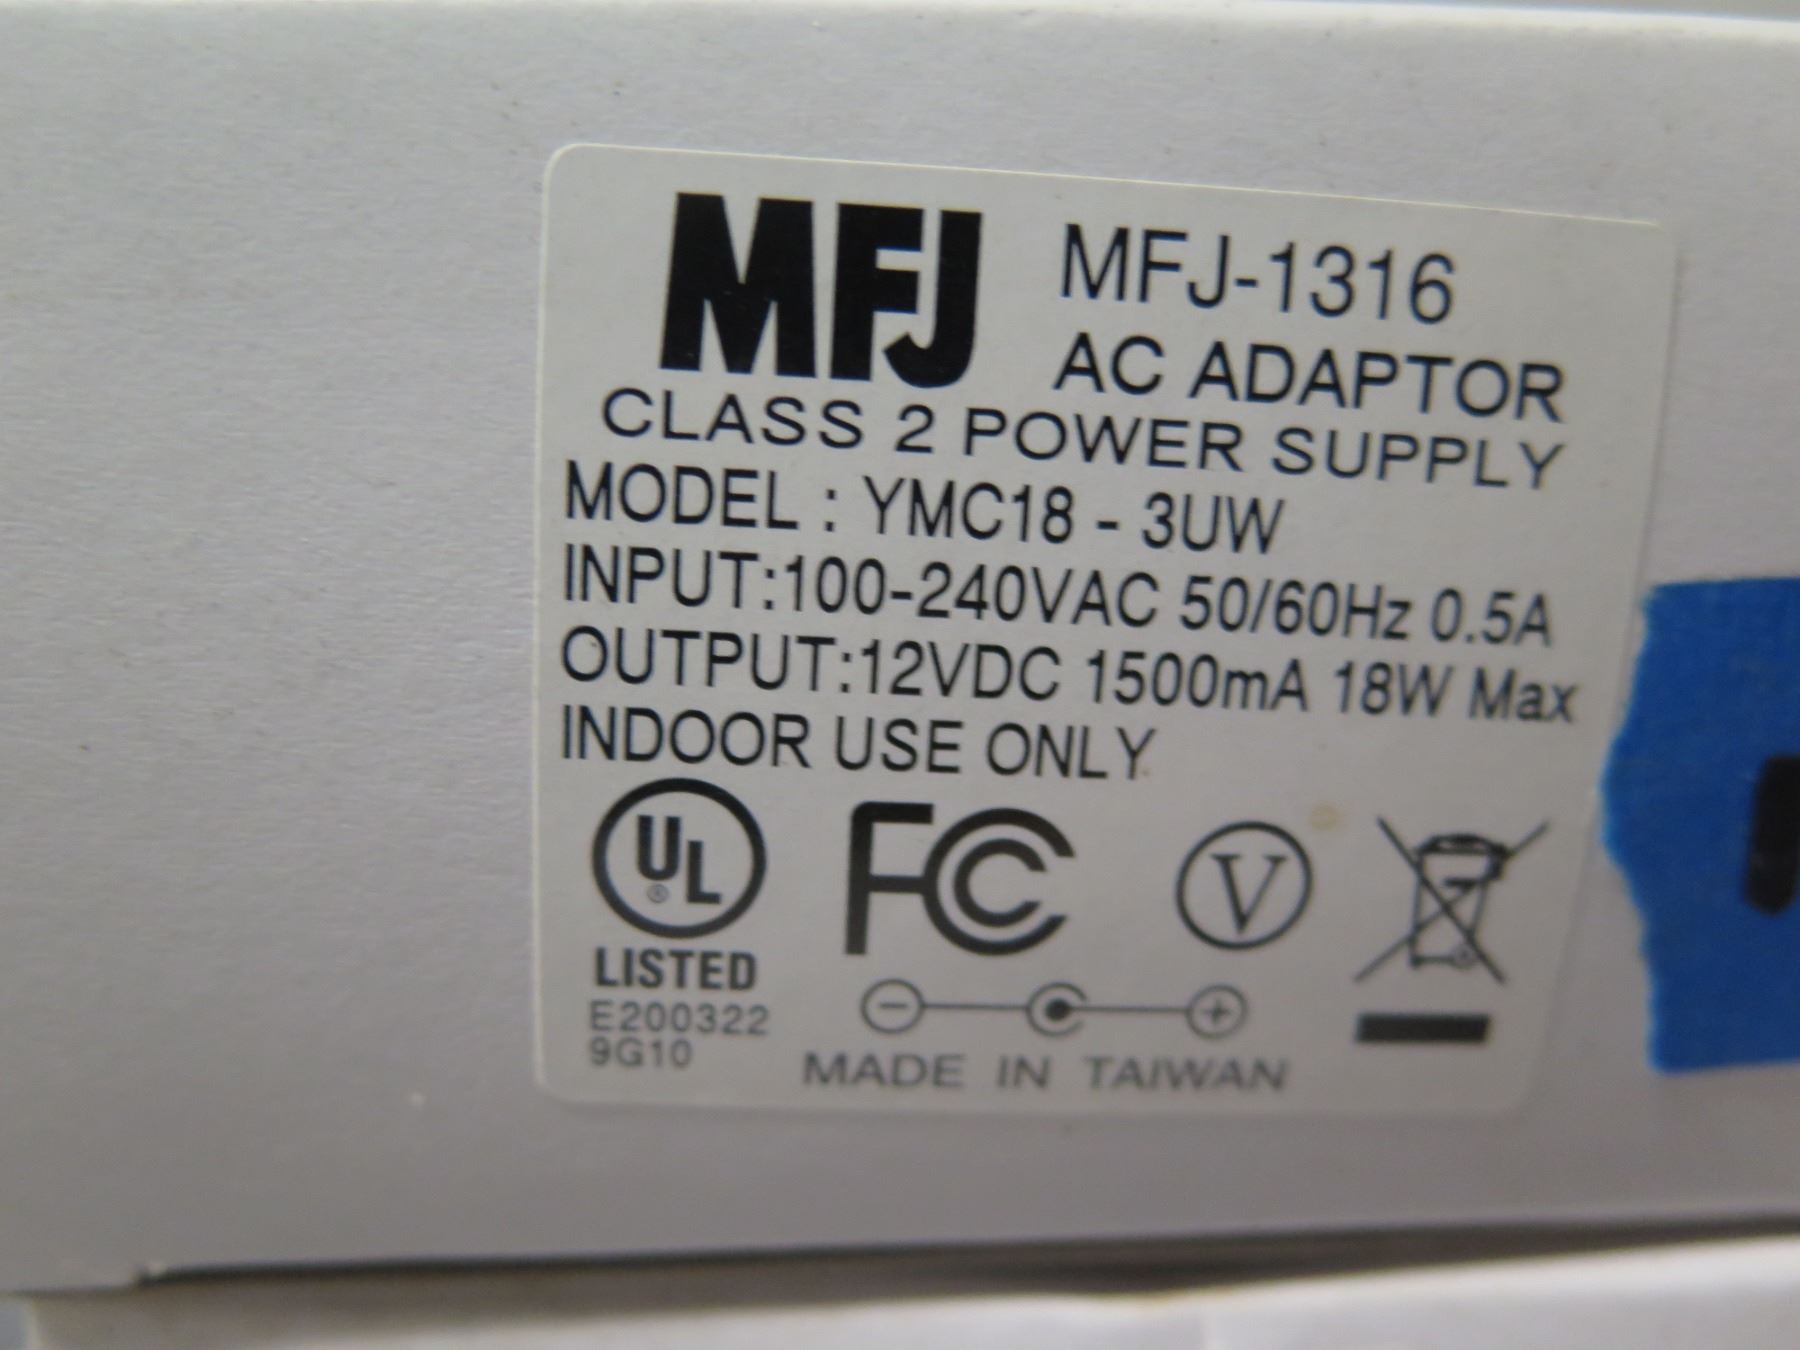 MFJ MFJ-1316
AC ADAPTOR
CLASS 2 POWER SUPPLY
MODEL : YMC18 - 3UW
INPUT:100-240VAC 50/60Hz 0.5A
OUTPUT:12VDC 1500mA 18W Max
INDOOR USE ONLY
UL ® FC V
LISTED
E200322
9G10
MADE IN TAIWAN